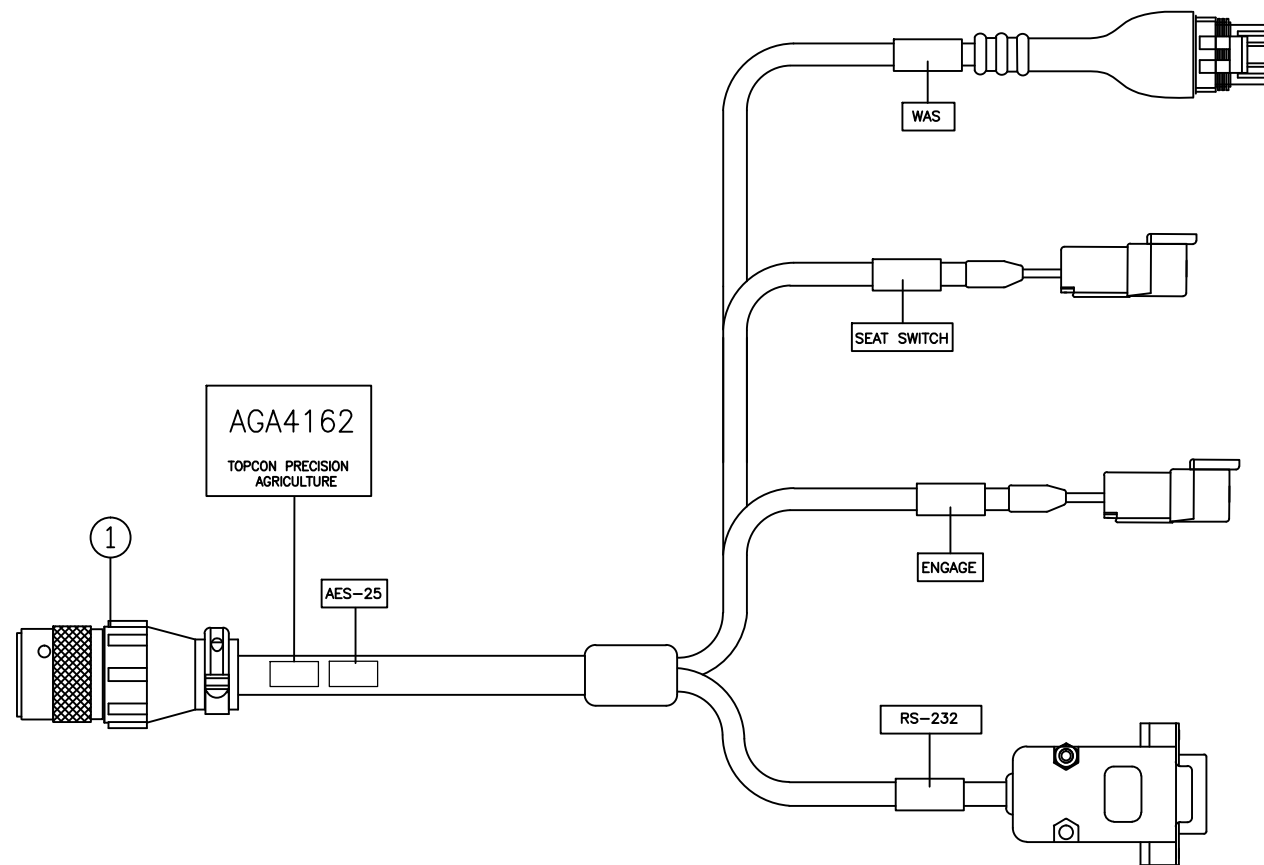 WAS
SEAT SWITCH
AGA4162
TOPCON PRECISION
AGRICULTURE
1
ENGAGE
AES-25
RS-232